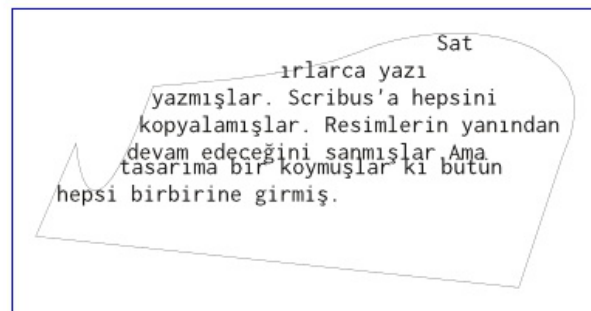 Sat
ırlarca yazı
yazmışlar. Scribus'a hepsini
kopyalamışlar. Resimlerin yanından
devam edeceğini sanmışlar.Ama
tasarıma bir koymuşlar ki bütün
hepsi birbirine girmiş.